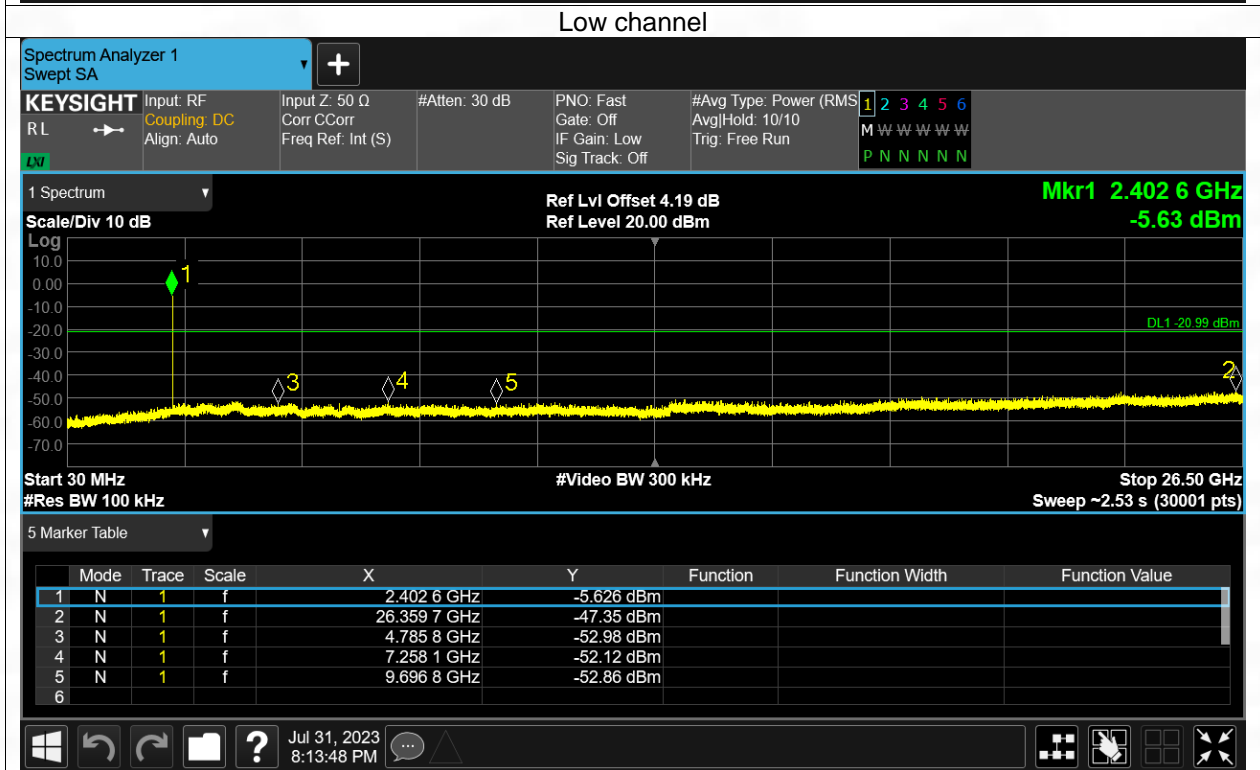 Low channel
Spectrum Analyzer 1
Swept SA
+
KEYSIGHT Input: RF Input Z: 50 Ω #Atten: 30 dB PNO: Fast #Avg Type: Power (RMS 1 2 3 4 5 6
RL Coupling: DC Corr CCorr Gate: Off Avg|Hold: 10/10 M W W W W W
Align: Auto Freq Ref: Int (S) IF Gain: Low Trig: Free Run
LXI Sig Track: Off P N N N N N
1 Spectrum Ref Lvl Offset 4.19 dB Mkr1 2.402 6 GHz
Scale/Div 10 dB Ref Level 20.00 dBm -5.63 dBm
Log
10.0
1
0.00
-10.0
-20.0 DL1 -20.99 dBm
-30.0
-40.0 3 4 5 2
-50.0
-60.0
-70.0
Start 30 MHz #Video BW 300 kHz Stop 26.50 GHz
#Res BW 100 kHz Sweep ~2.53 s (30001 pts)
5 Marker Table
Mode Trace Scale X Y Function Function Width Function Value
1 N 1 f 2.402 6 GHz -5.626 dBm
2 N 1 f 26.359 7 GHz -47.35 dBm
3 N 1 f 4.785 8 GHz -52.98 dBm
4 N 1 f 7.258 1 GHz -52.12 dBm
5 N 1 f 9.696 8 GHz -52.86 dBm
6
? Jul 31, 2023
8:13:48 PM